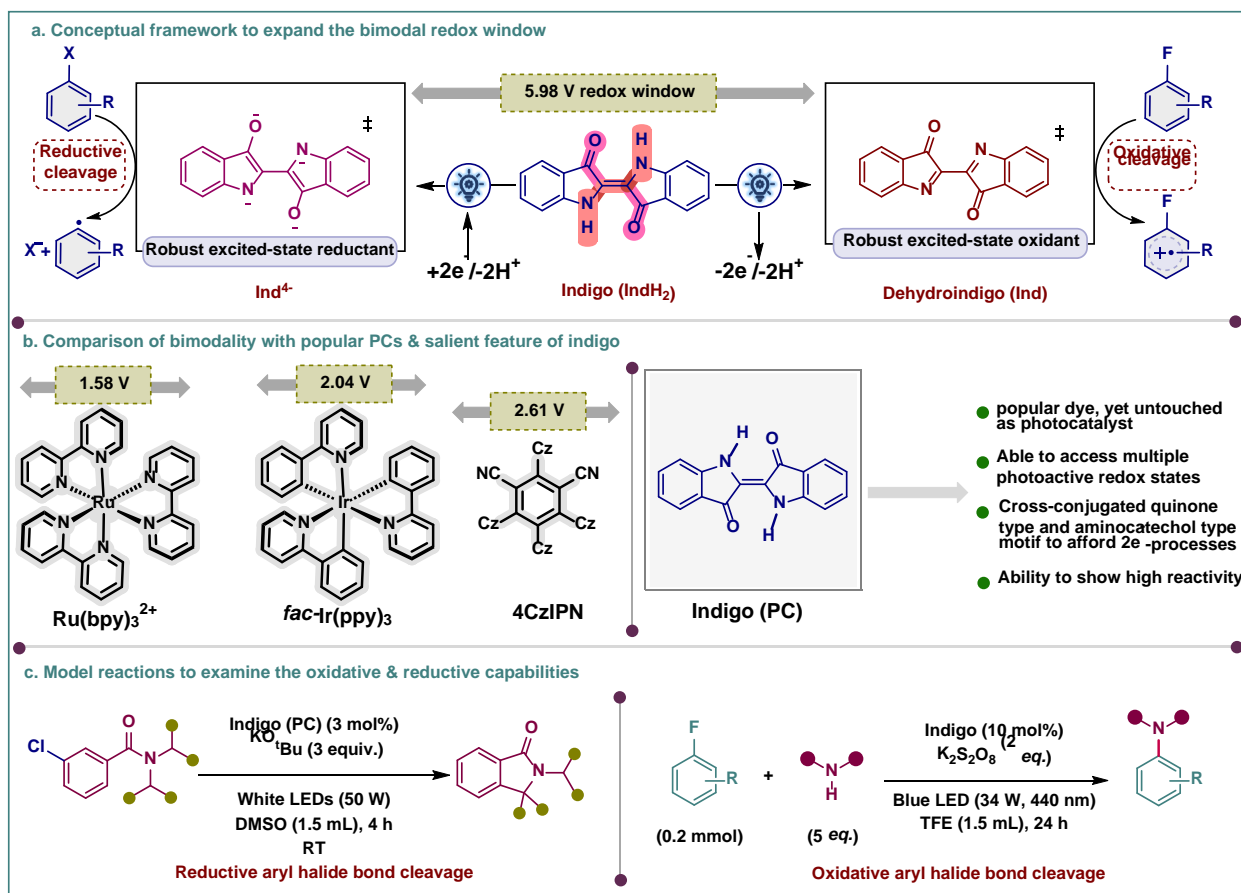 a. Conceptual framework to expand the bimodal redox window
X
R
Reductive
cleavage
X⁻ +
R
O⁻
N
N
O
‡
Robust excited-state reductant
Ind⁴⁻
5.98 V redox window
O
H
N
N
H
O
+2e⁻/-2H⁺
Indigo (IndH₂)
-2e⁻/-2H⁺
O
N
N
O
‡
Robust excited-state oxidant
Dehydroindigo (Ind)
F
R
Oxidative
cleavage
F
+•
R
b. Comparison of bimodality with popular PCs & salient feature of indigo
1.58 V
N
N
N
Ru
N
N
N
Ru(bpy)₃²⁺
2.04 V
N
Ir
N
N
fac-Ir(ppy)₃
2.61 V
Cz
NC
CN
Cz
Cz
Cz
4CzIPN
H
N
O
O
N
H
Indigo (PC)
popular dye, yet untouched
as photocatalyst
Able to access multiple
photoactive redox states
Cross-conjugated quinone
type and aminocatechol type
motif to afford 2e -processes
Ability to show high reactivity
c. Model reactions to examine the oxidative & reductive capabilities
Cl
O
N
Indigo (PC) (3 mol%)
KOᵗBu (3 equiv.)
White LEDs (50 W)
DMSO (1.5 mL), 4 h
RT
O
N
Reductive aryl halide bond cleavage
F
R
(0.2 mmol)
+
N
H
(5 eq.)
Indigo (10 mol%)
K₂S₂O₈ (2 eq.)
Blue LED (34 W, 440 nm)
TFE (1.5 mL), 24 h
N
R
Oxidative aryl halide bond cleavage